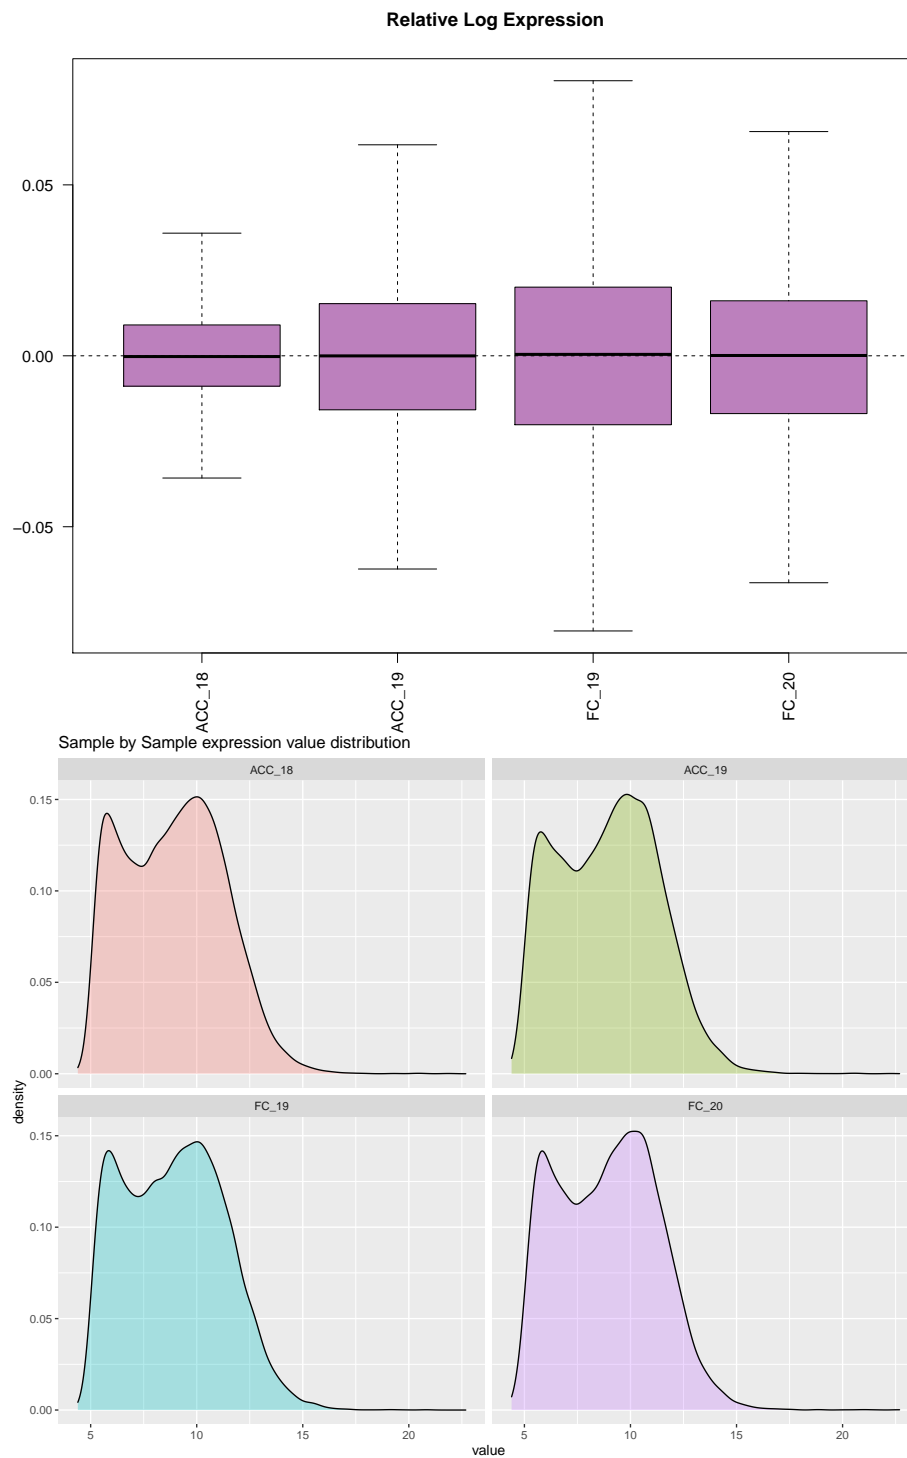 Relative Log Expression
0.05
0.00
−0.05
ACC_18
ACC_19
FC_19
FC_20
Sample by Sample expression value distribution
ACC_18
ACC_19
0.15
0.10
0.05
0.00
FC_19
FC_20
0.15
0.10
0.05
0.00
density
5
10
15
20
5
10
15
20
value